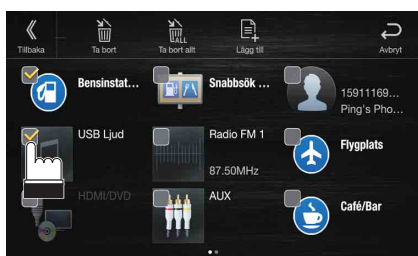 Tillbaka
Ta bort
ALL
Ta bort allt
Lägg till
Avbryt
Bensinstat...
Snabbsök ...
15911169...
Ping's Pho...
USB Ljud
Radio FM 1
87.50MHz
Flygplats
HDMI/DVD
AUX
Café/Bar